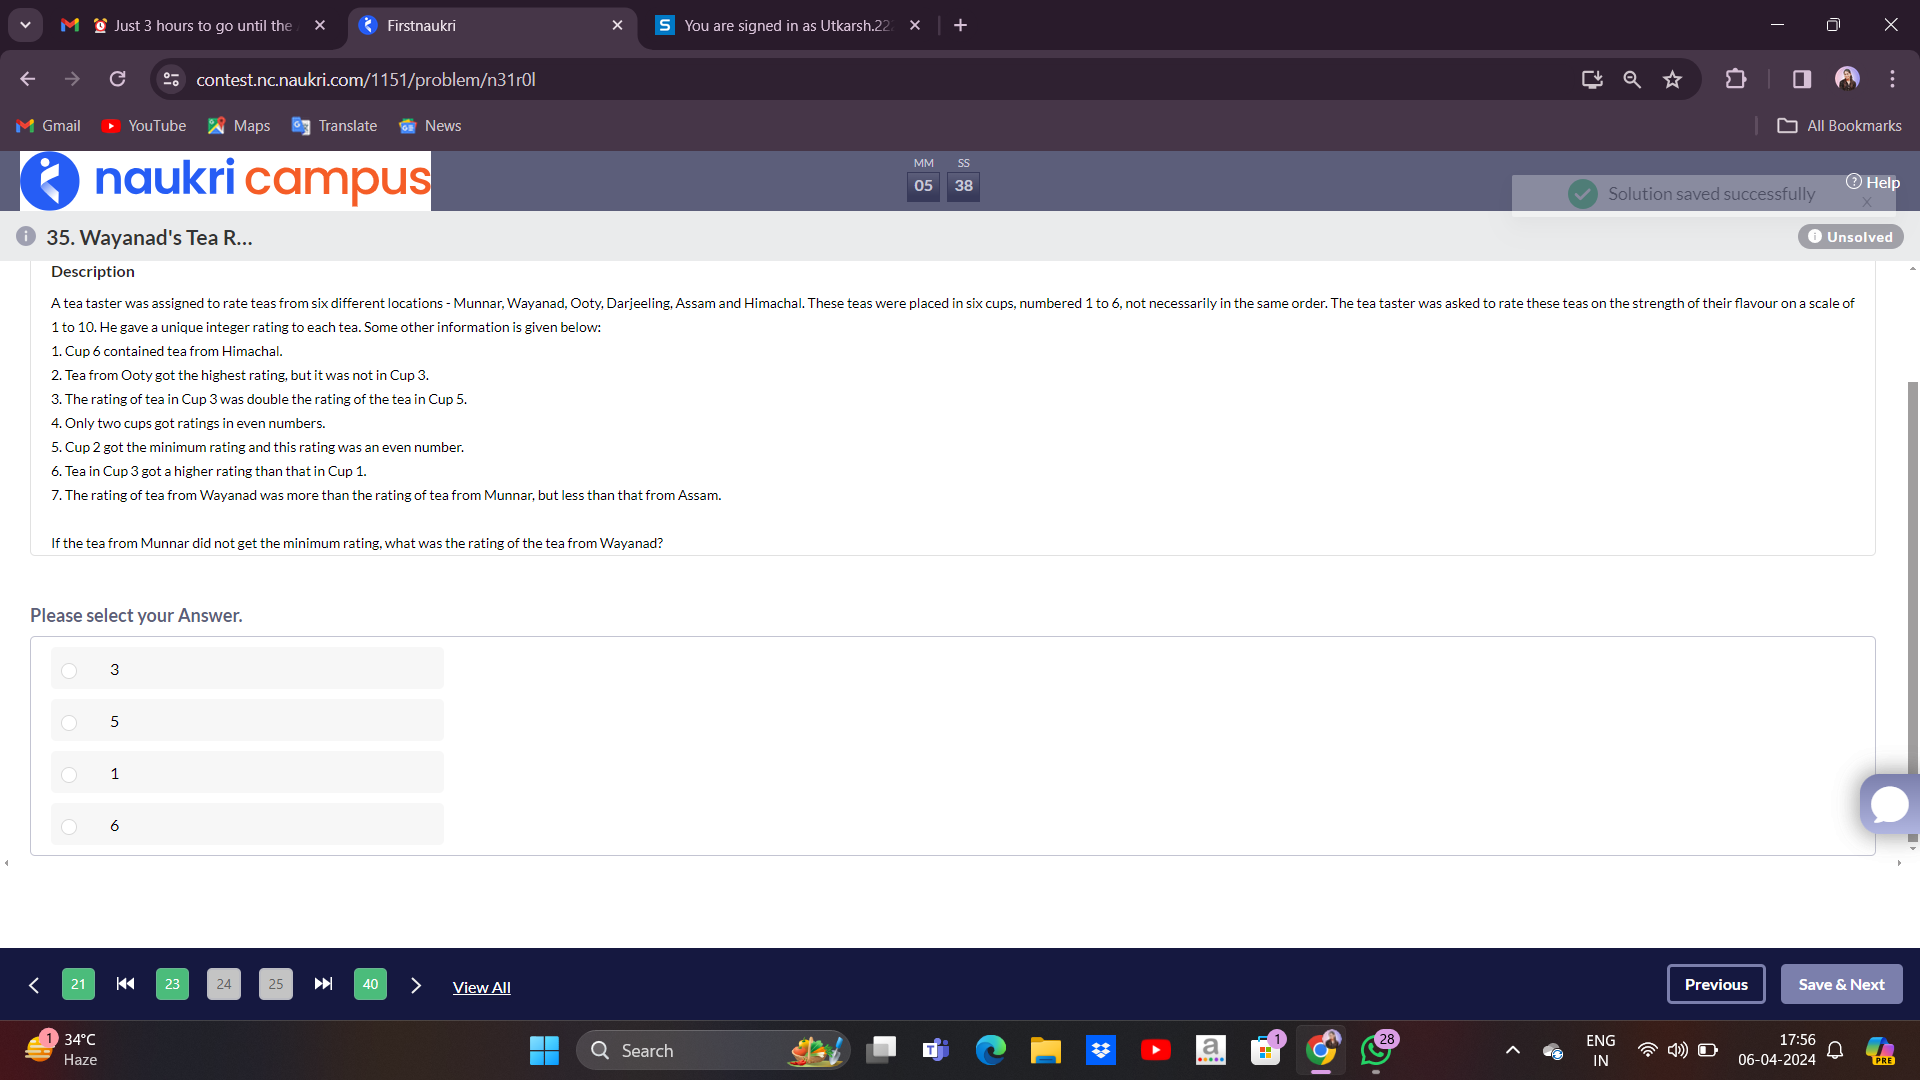 Just 3 hours to go until the
Firstnaukri
You are signed in as Utkarsh.22
contest.nc.naukri.com/1151/problem/n31r0l
Gmail
YouTube
Maps
Translate
News
All Bookmarks
naukri campus
MM
SS
05
38
Solution saved successfully
Help
35. Wayanad's Tea R...
Unsolved
Description
A tea taster was assigned to rate teas from six different locations - Munnar, Wayanad, Ooty, Darjeeling, Assam and Himachal. These teas were placed in six cups, numbered 1 to 6, not necessarily in the same order. The tea taster was asked to rate these teas on the strength of their flavour on a scale of
1 to 10. He gave a unique integer rating to each tea. Some other information is given below:
1. Cup 6 contained tea from Himachal.
2. Tea from Ooty got the highest rating, but it was not in Cup 3.
3. The rating of tea in Cup 3 was double the rating of the tea in Cup 5.
4. Only two cups got ratings in even numbers.
5. Cup 2 got the minimum rating and this rating was an even number.
6. Tea in Cup 3 got a higher rating than that in Cup 1.
7. The rating of tea from Wayanad was more than the rating of tea from Munnar, but less than that from Assam.
If the tea from Munnar did not get the minimum rating, what was the rating of the tea from Wayanad?
Please select your Answer.
3
5
1
6
21
23
24
25
40
View All
Previous
Save & Next
1
34°C
Haze
Search
1
28
ENG
IN
17:56
06-04-2024
PRE